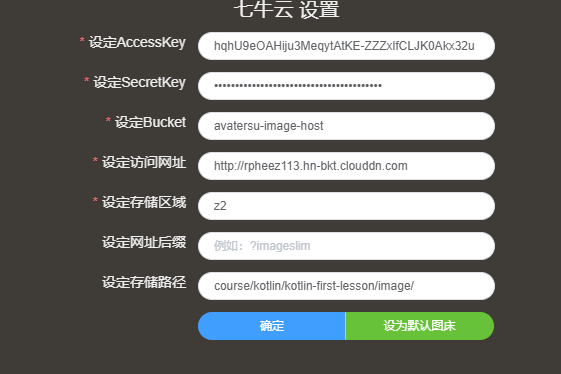 七牛云 设置
* 设定AccessKey hqhU9eOAHiju3MeqytAtKE-ZZZxlfCLJK0Akx32u
* 设定SecretKey ••••••••••••••••••••••••••••••••••••••••
* 设定Bucket avatersu-image-host
* 设定访问网址 http://rpheez113.hn-bkt.clouddn.com
* 设定存储区域 z2
设定网址后缀 例如：?imageslim
设定存储路径 course/kotlin/kotlin-first-lesson/image/
确定 设为默认图床